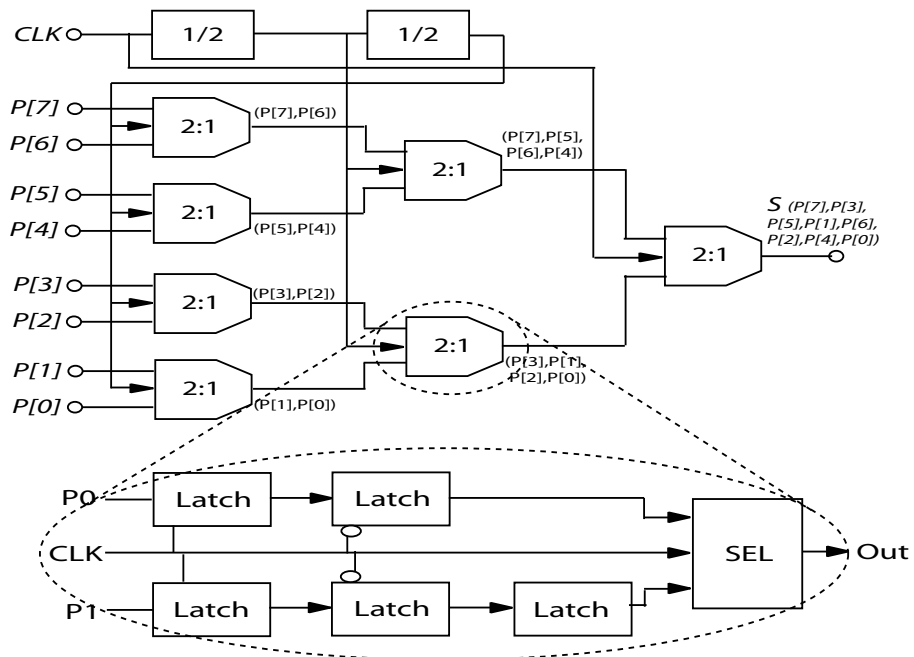 CLK
1/2
1/2
P[7]
P[6]
2:1
(P[7],P[6])
2:1
(P[7],P[5],
P[6],P[4])
P[5]
P[4]
2:1
(P[5],P[4])
2:1
S (P[7],P[3],
P[5],P[1],P[6],
P[2],P[4],P[0])
P[3]
P[2]
2:1
(P[3],P[2])
2:1
(P[3],P[1],
P[2],P[0])
P[1]
P[0]
2:1
(P[1],P[0])
P0
Latch
Latch
CLK
SEL
Out
P1
Latch
Latch
Latch